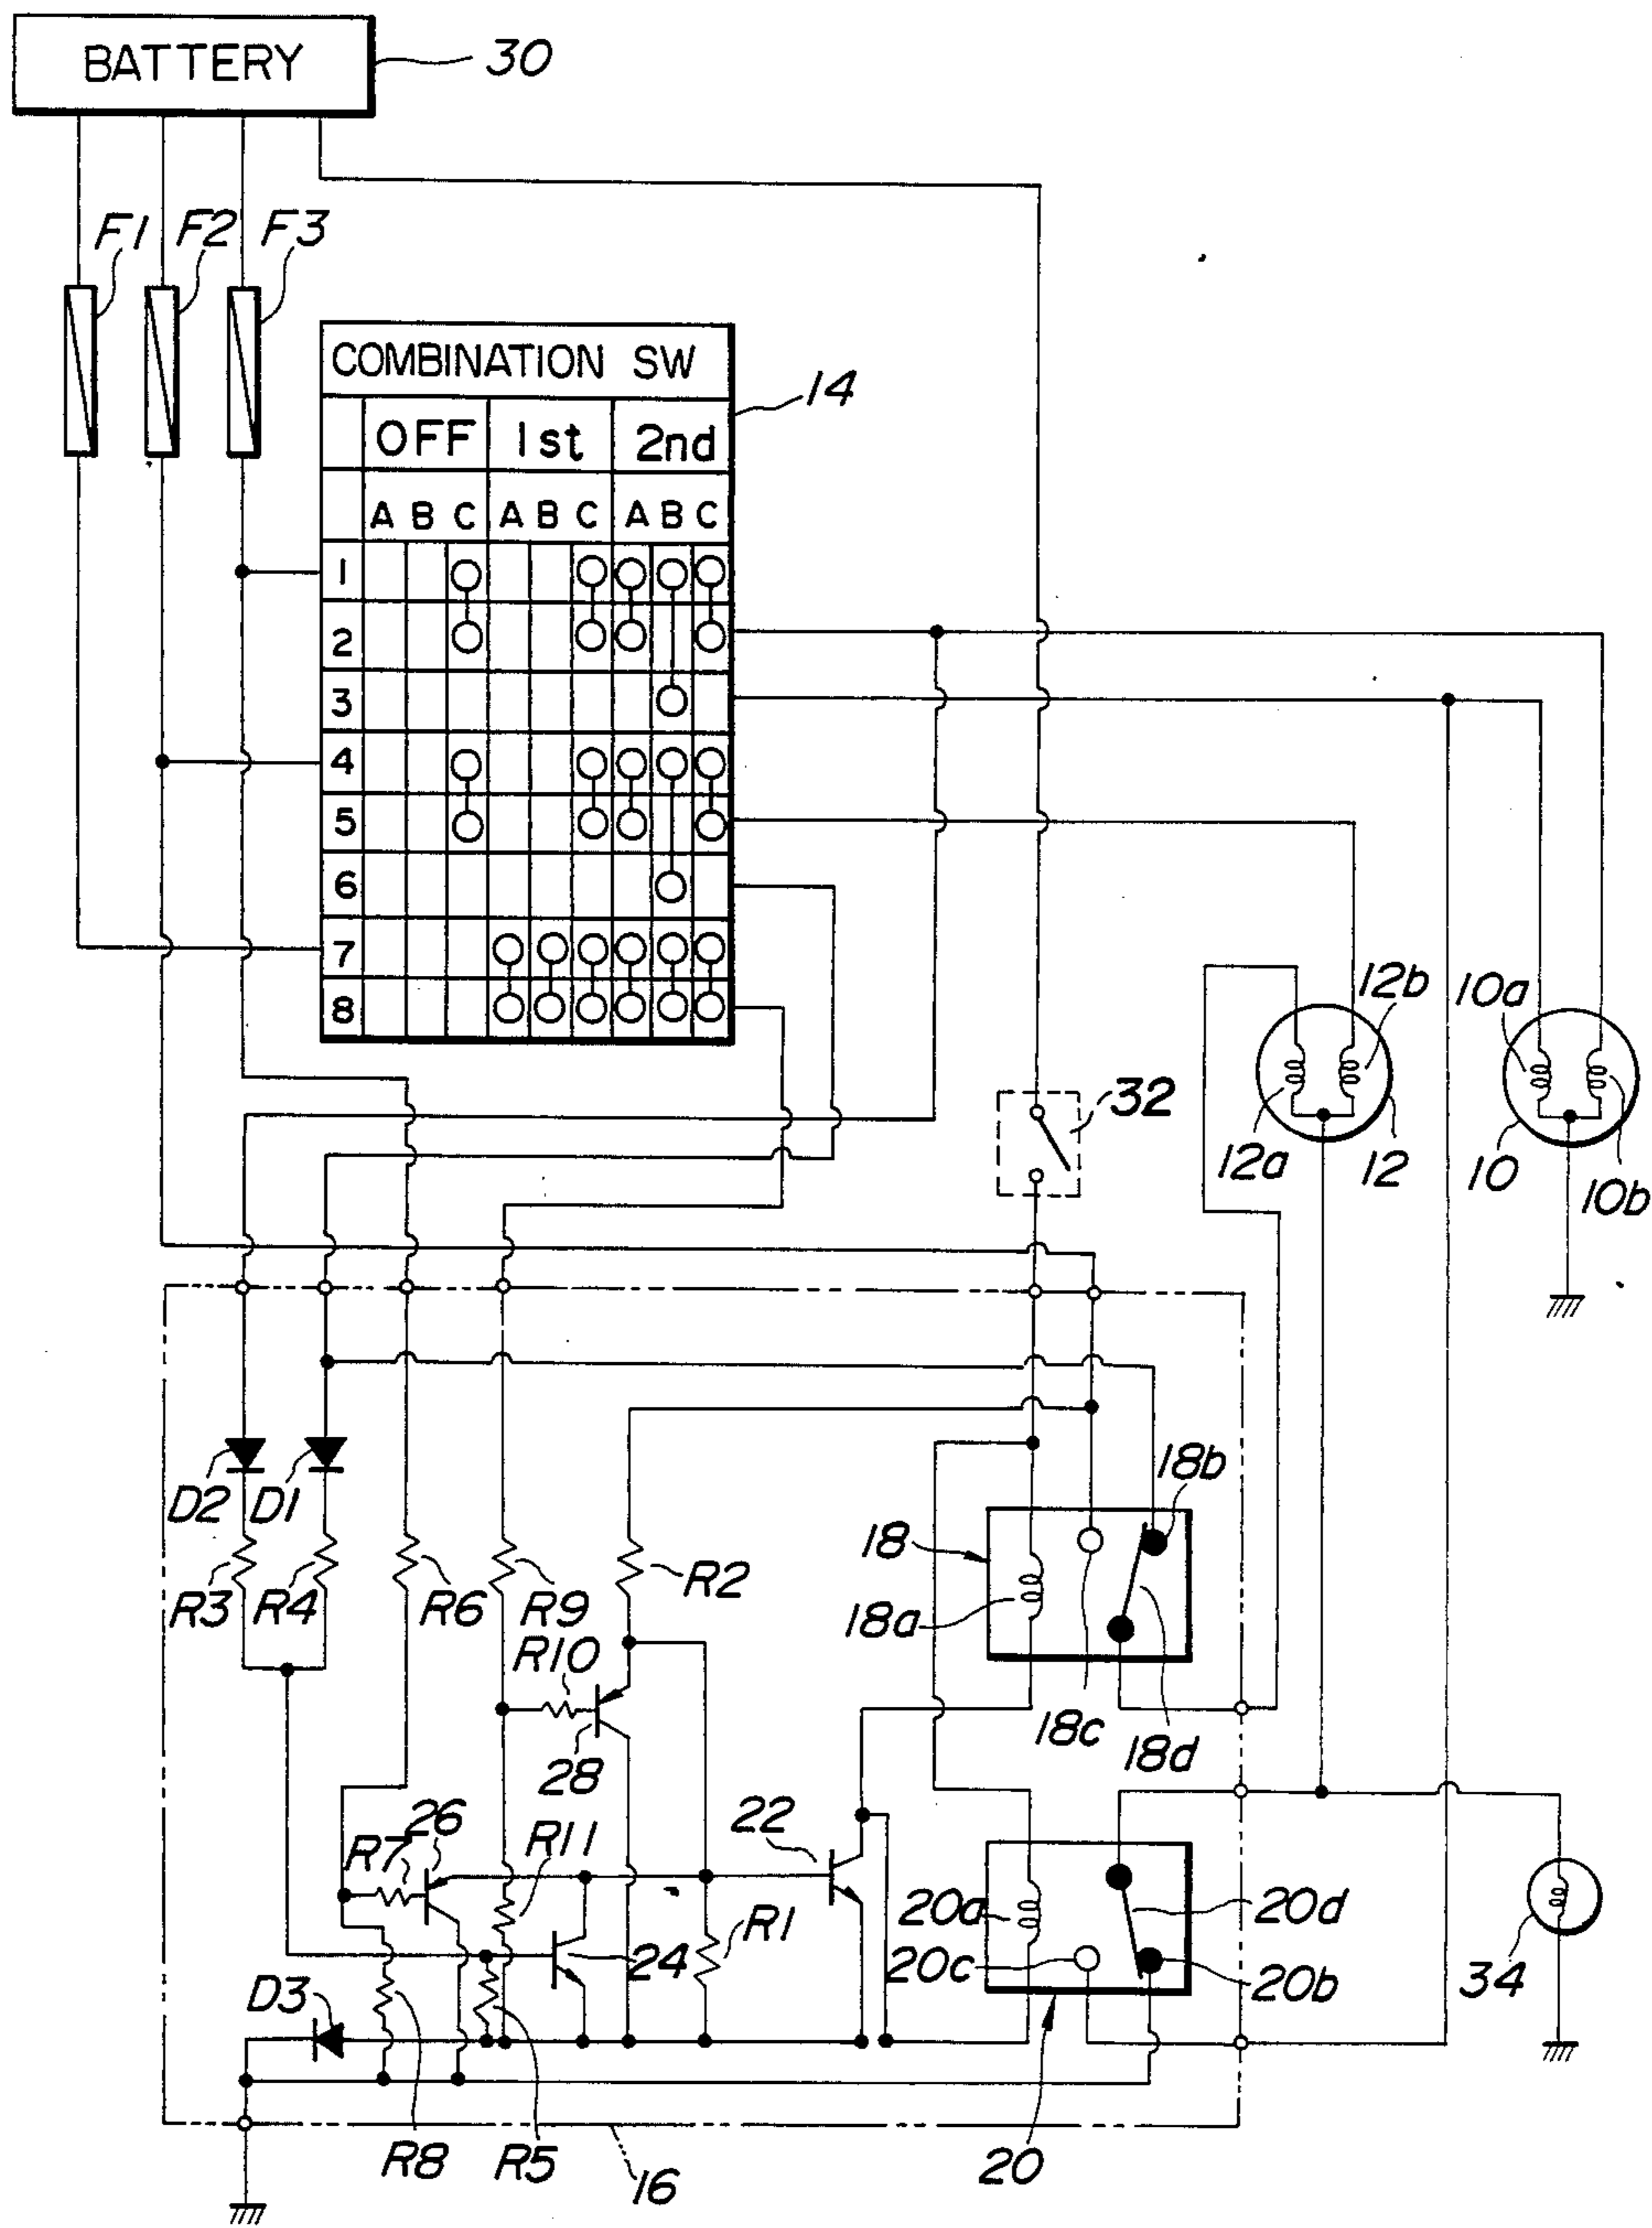 BATTERY 30
F1 F2 F3
COMBINATION SW
14
OFF 1st 2nd
A B C A B C A B C
1
2
3
4
5
6
7
8
12b 10a
32
12a 12 10 10b
D2 D1
18b
18
R3 R4 R6 R9 R2
18a
R10
18c 18d
28
26 22
R7 R11
20a 20d
R1
24 20c 20b 34
D3
R8 R5 16 20